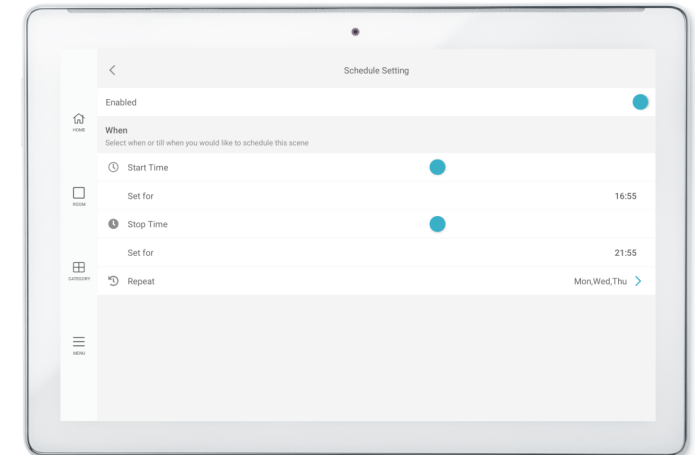 Schedule Setting
Enabled
HOME
When
Select when or till when you would like to schedule this scene
Start Time
ROOM
Set for 16:55
Stop Time
Set for 21:55
CATEGORY
Repeat Mon,Wed,Thu
MENU